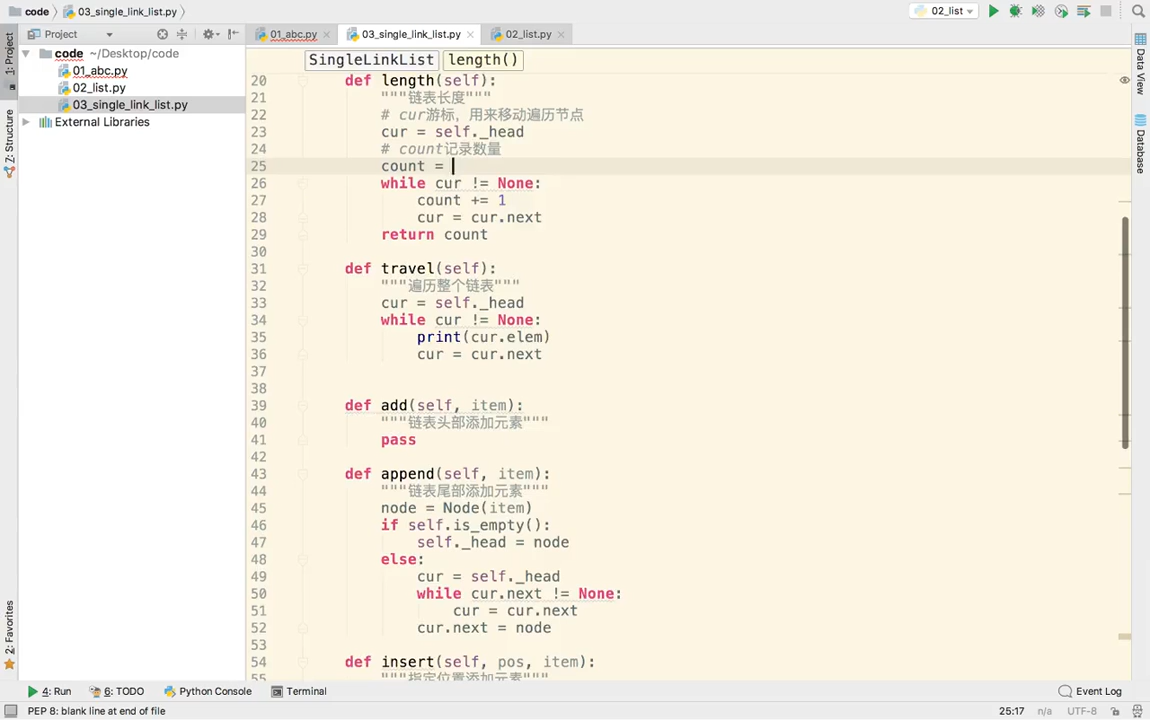 code
03_single_link_list.py
02_list
Project
01_abc.py
03_single_link_list.py
02_list.py
1: Project
Z: Structure
2: Favorites
Data View
Database
code ~/Desktop/code
01_abc.py
02_list.py
03_single_link_list.py
External Libraries
SingleLinkList
length()
20 def length(self):
21 """链表长度"""
22 # cur游标，用来移动遍历节点
23 cur = self._head
24 # count记录数量
25 count =
26 while cur != None:
27 count += 1
28 cur = cur.next
29 return count
30
31 def travel(self):
32 """遍历整个链表"""
33 cur = self._head
34 while cur != None:
35 print(cur.elem)
36 cur = cur.next
37
38
39 def add(self, item):
40 """链表头部添加元素"""
41 pass
42
43 def append(self, item):
44 """链表尾部添加元素"""
45 node = Node(item)
46 if self.is_empty():
47 self._head = node
48 else:
49 cur = self._head
50 while cur.next != None:
51 cur = cur.next
52 cur.next = node
53
54 def insert(self, pos, item):
55 """指定位置添加元素"""
4: Run
6: TODO
Python Console
Terminal
Event Log
PEP 8: blank line at end of file
25:17
n/a
UTF-8